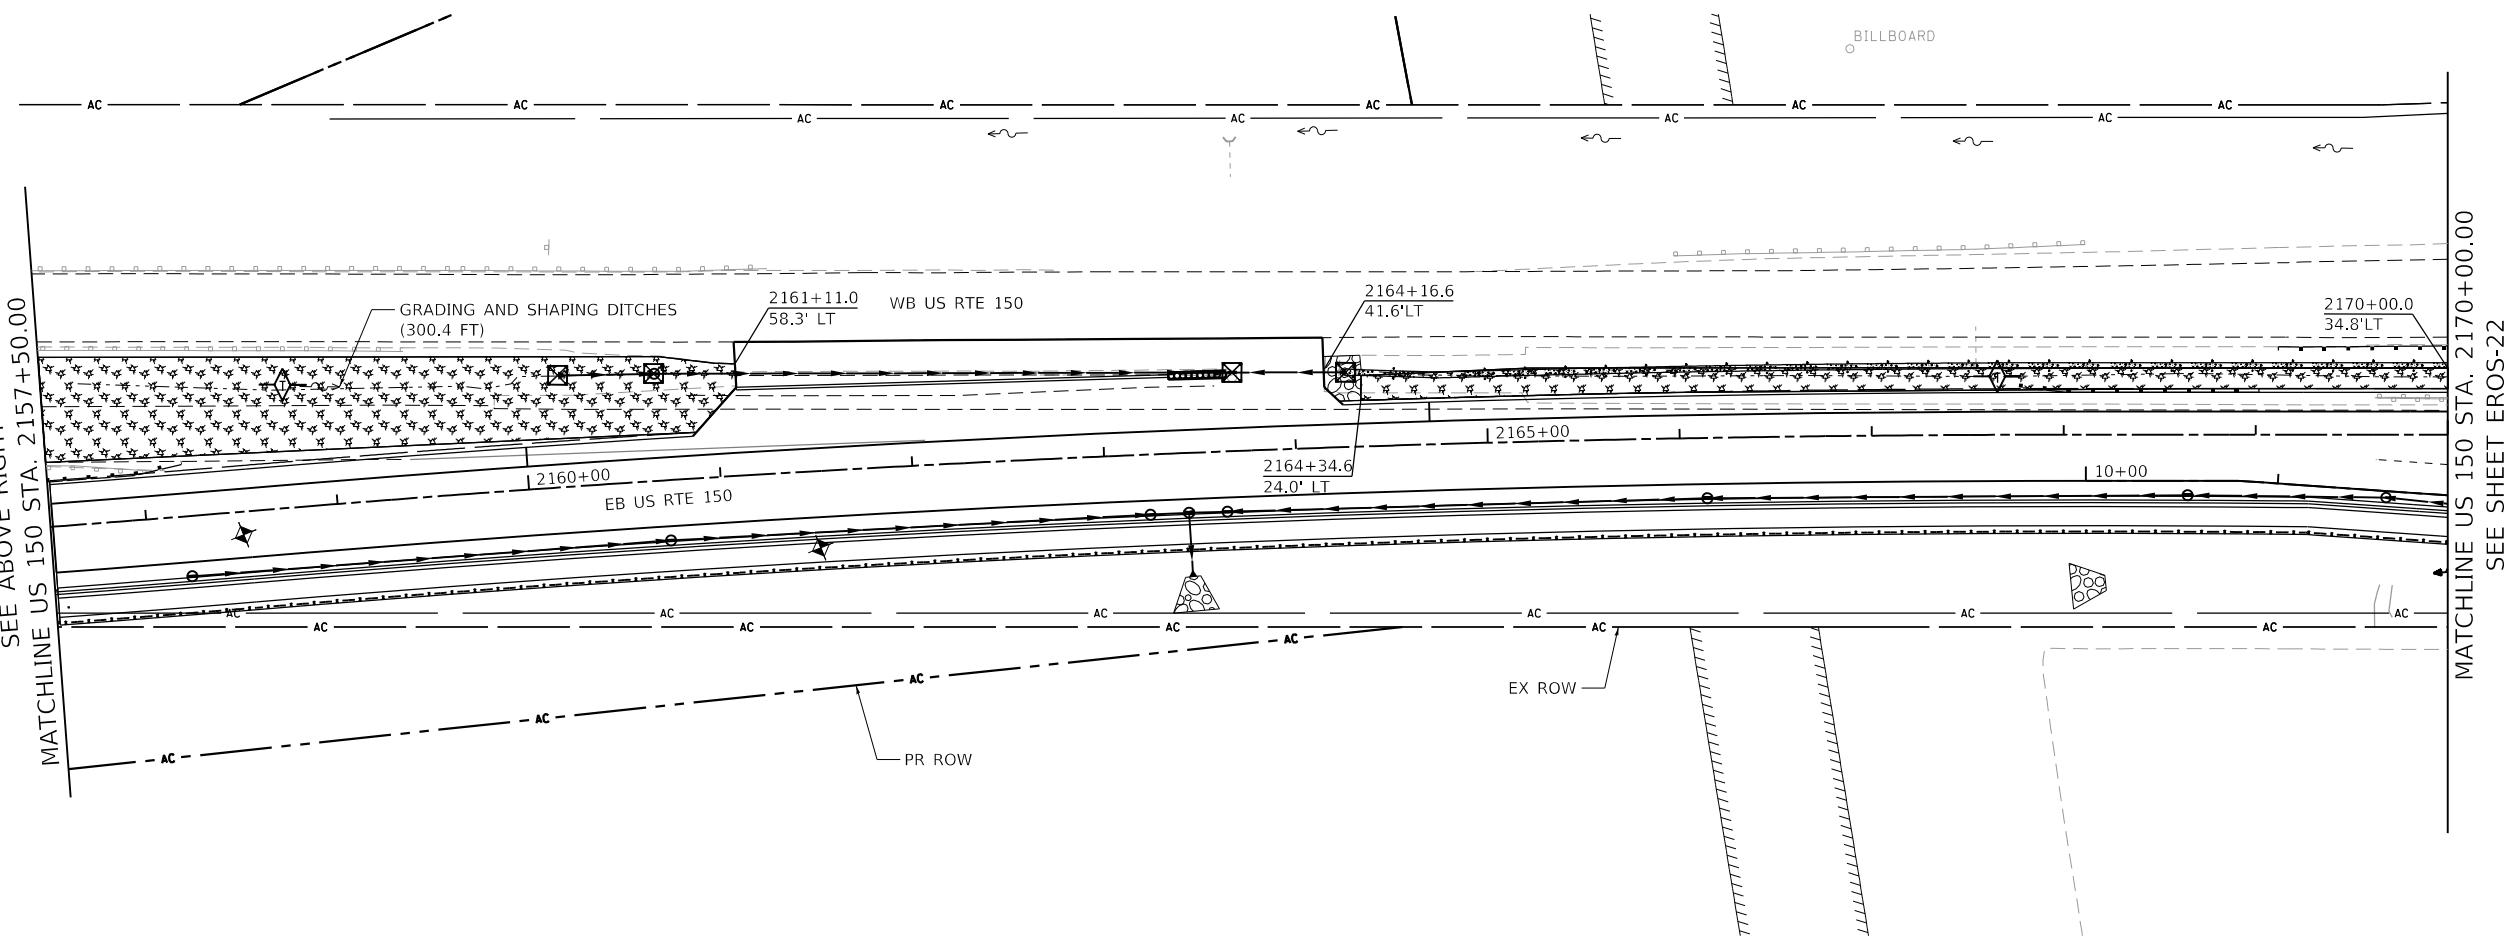 BILLBOARD
AC AC AC AC AC AC
AC AC AC AC
SEE ABOVE RIGHT
MATCHLINE US 150 STA. 2157+50.00
GRADING AND SHAPING DITCHES
(300.4 FT)
2161+11.0
58.3' LT
WB US RTE 150
2164+16.6
41.6'LT
2170+00.0
34.8'LT
2165+00
2164+34.6
24.0' LT
2160+00
EB US RTE 150
10+00
AC AC AC AC AC AC
AC AC AC AC AC AC
AC AC AC AC
EX ROW
PR ROW
MATCHLINE US 150 STA. 2170+00.00
SEE SHEET EROS-22